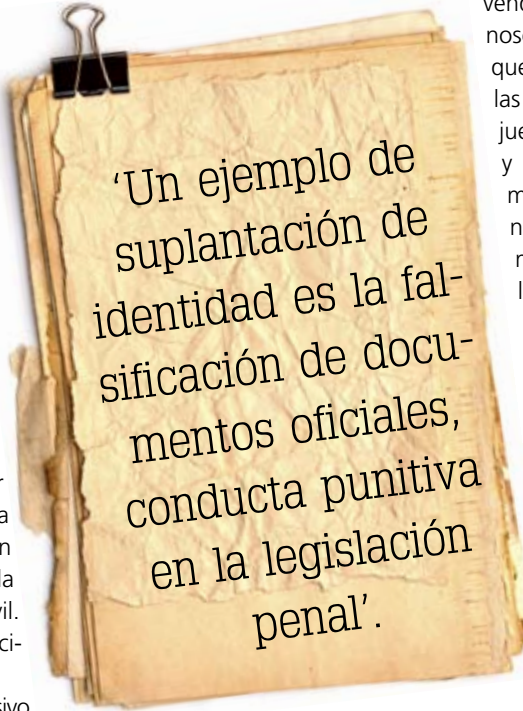 ‘Un ejemplo de
suplantación de
identidad es la fal-
sificación de docu-
mentos oficiales,
conducta punitiva
en la legislación
penal’.
las
y